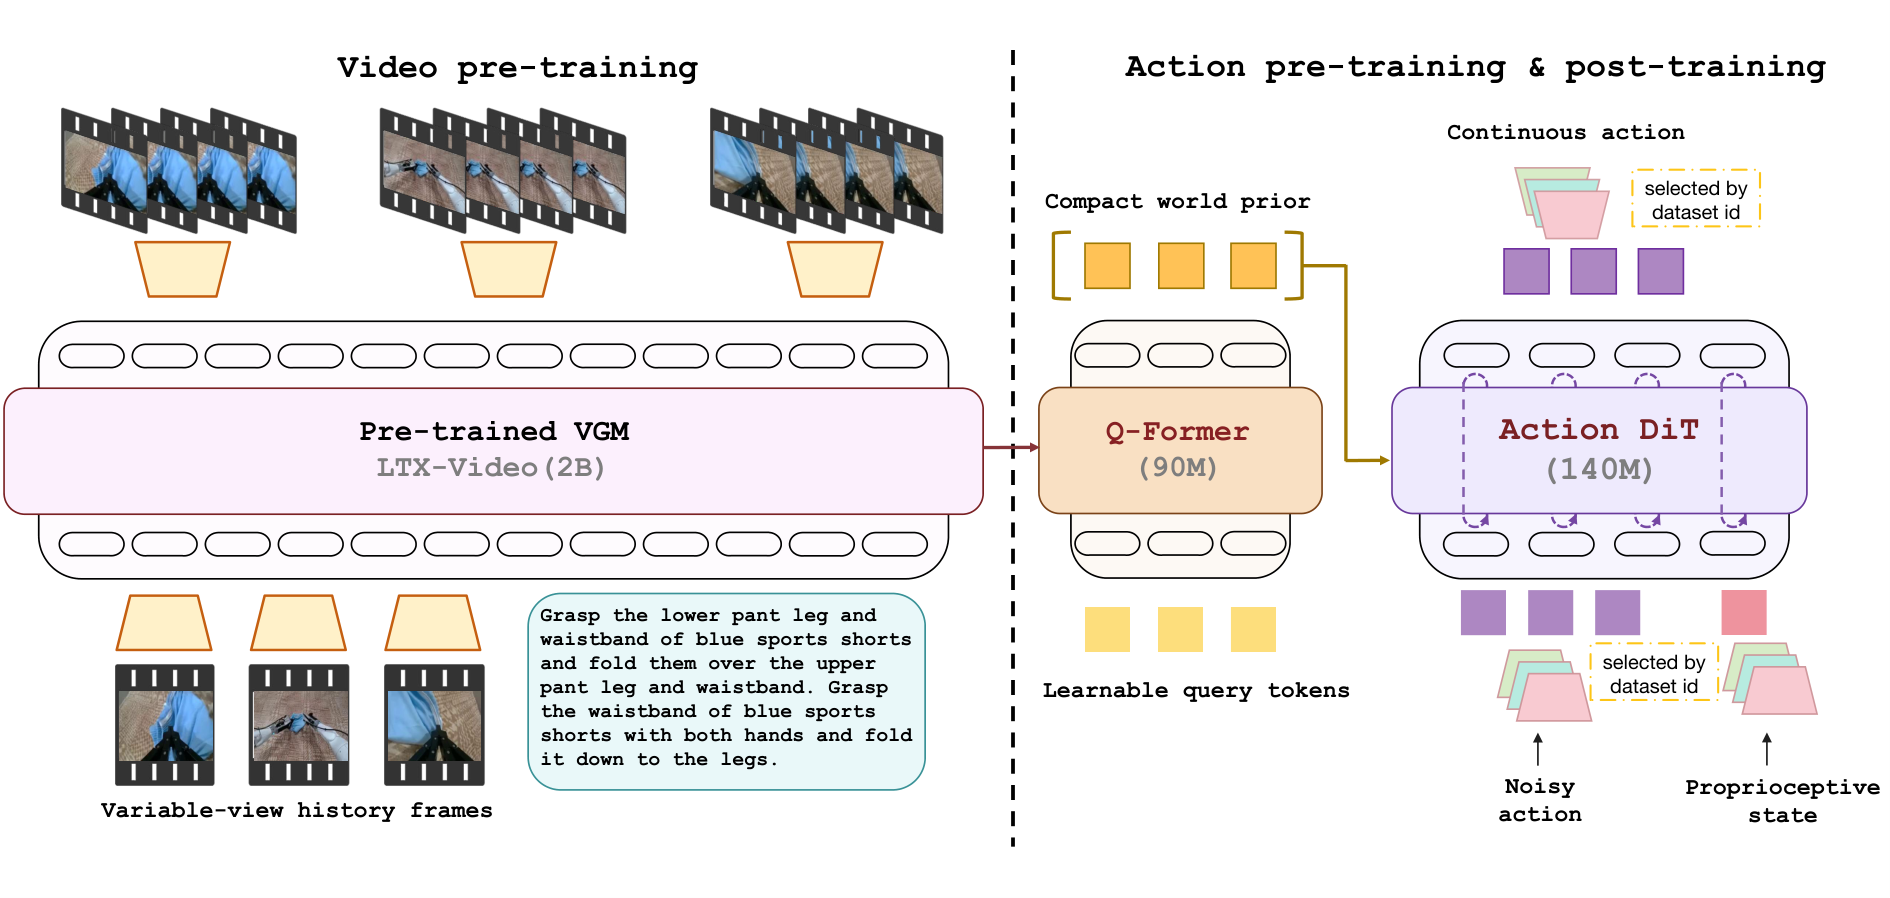 Video pre-training
Action pre-training & post-training
Continuous action
selected by
dataset id
Compact world prior
Pre-trained VGM
LTX-Video(2B)
Q-Former
(90M)
Action DiT
(140M)
Grasp the lower pant leg and
waistband of blue sports shorts
and fold them over the upper
pant leg and waistband. Grasp
the waistband of blue sports
shorts with both hands and fold
it down to the legs.
Variable-view history frames
Learnable query tokens
selected by
dataset id
Noisy
action
Proprioceptive
state